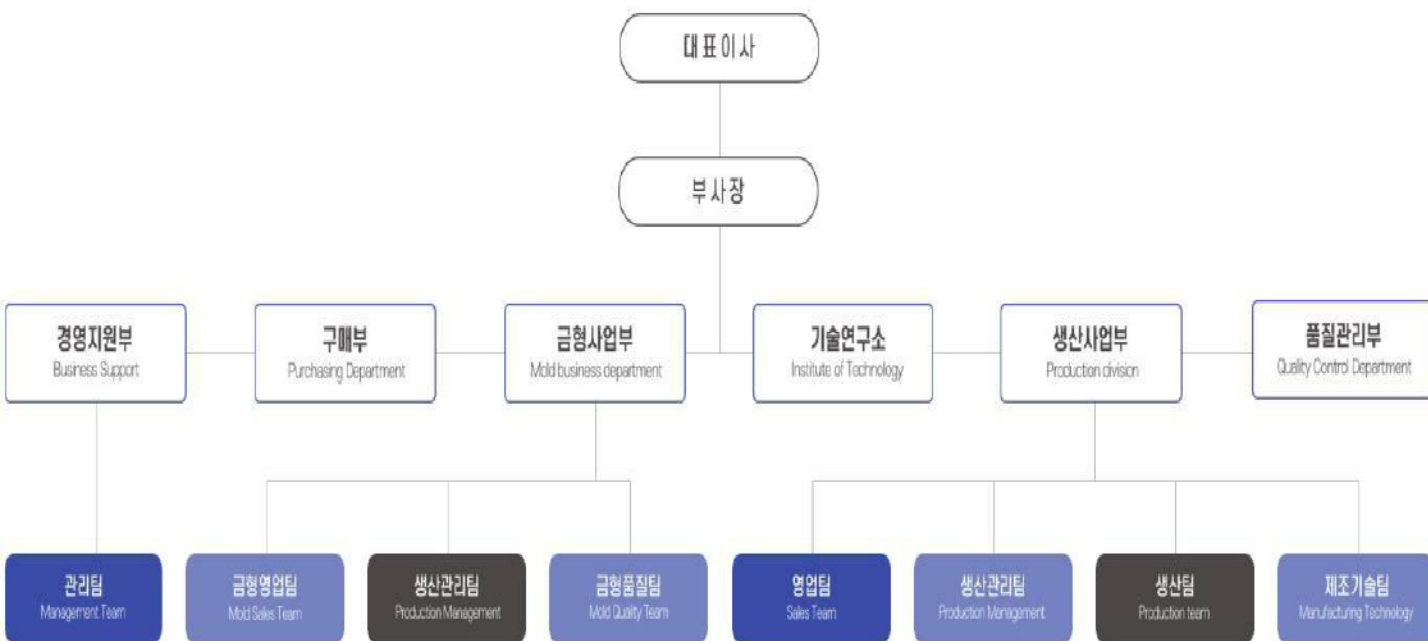 대표이사
부사장
경영지원부
Business Support
구매부
Purchasing Department
금형사업부
Mold business department
기술연구소
Institute of Technology
생산사업부
Production division
품질관리부
Quality Control Department
관리팀
Management Team
금형영업팀
Mold Sales Team
생산관리팀
Production Management
금형품질팀
Mold Quality Team
영업팀
Sales Team
생산관리팀
Production Management
생산팀
Production team
제조기술팀
Manufacturing Technology